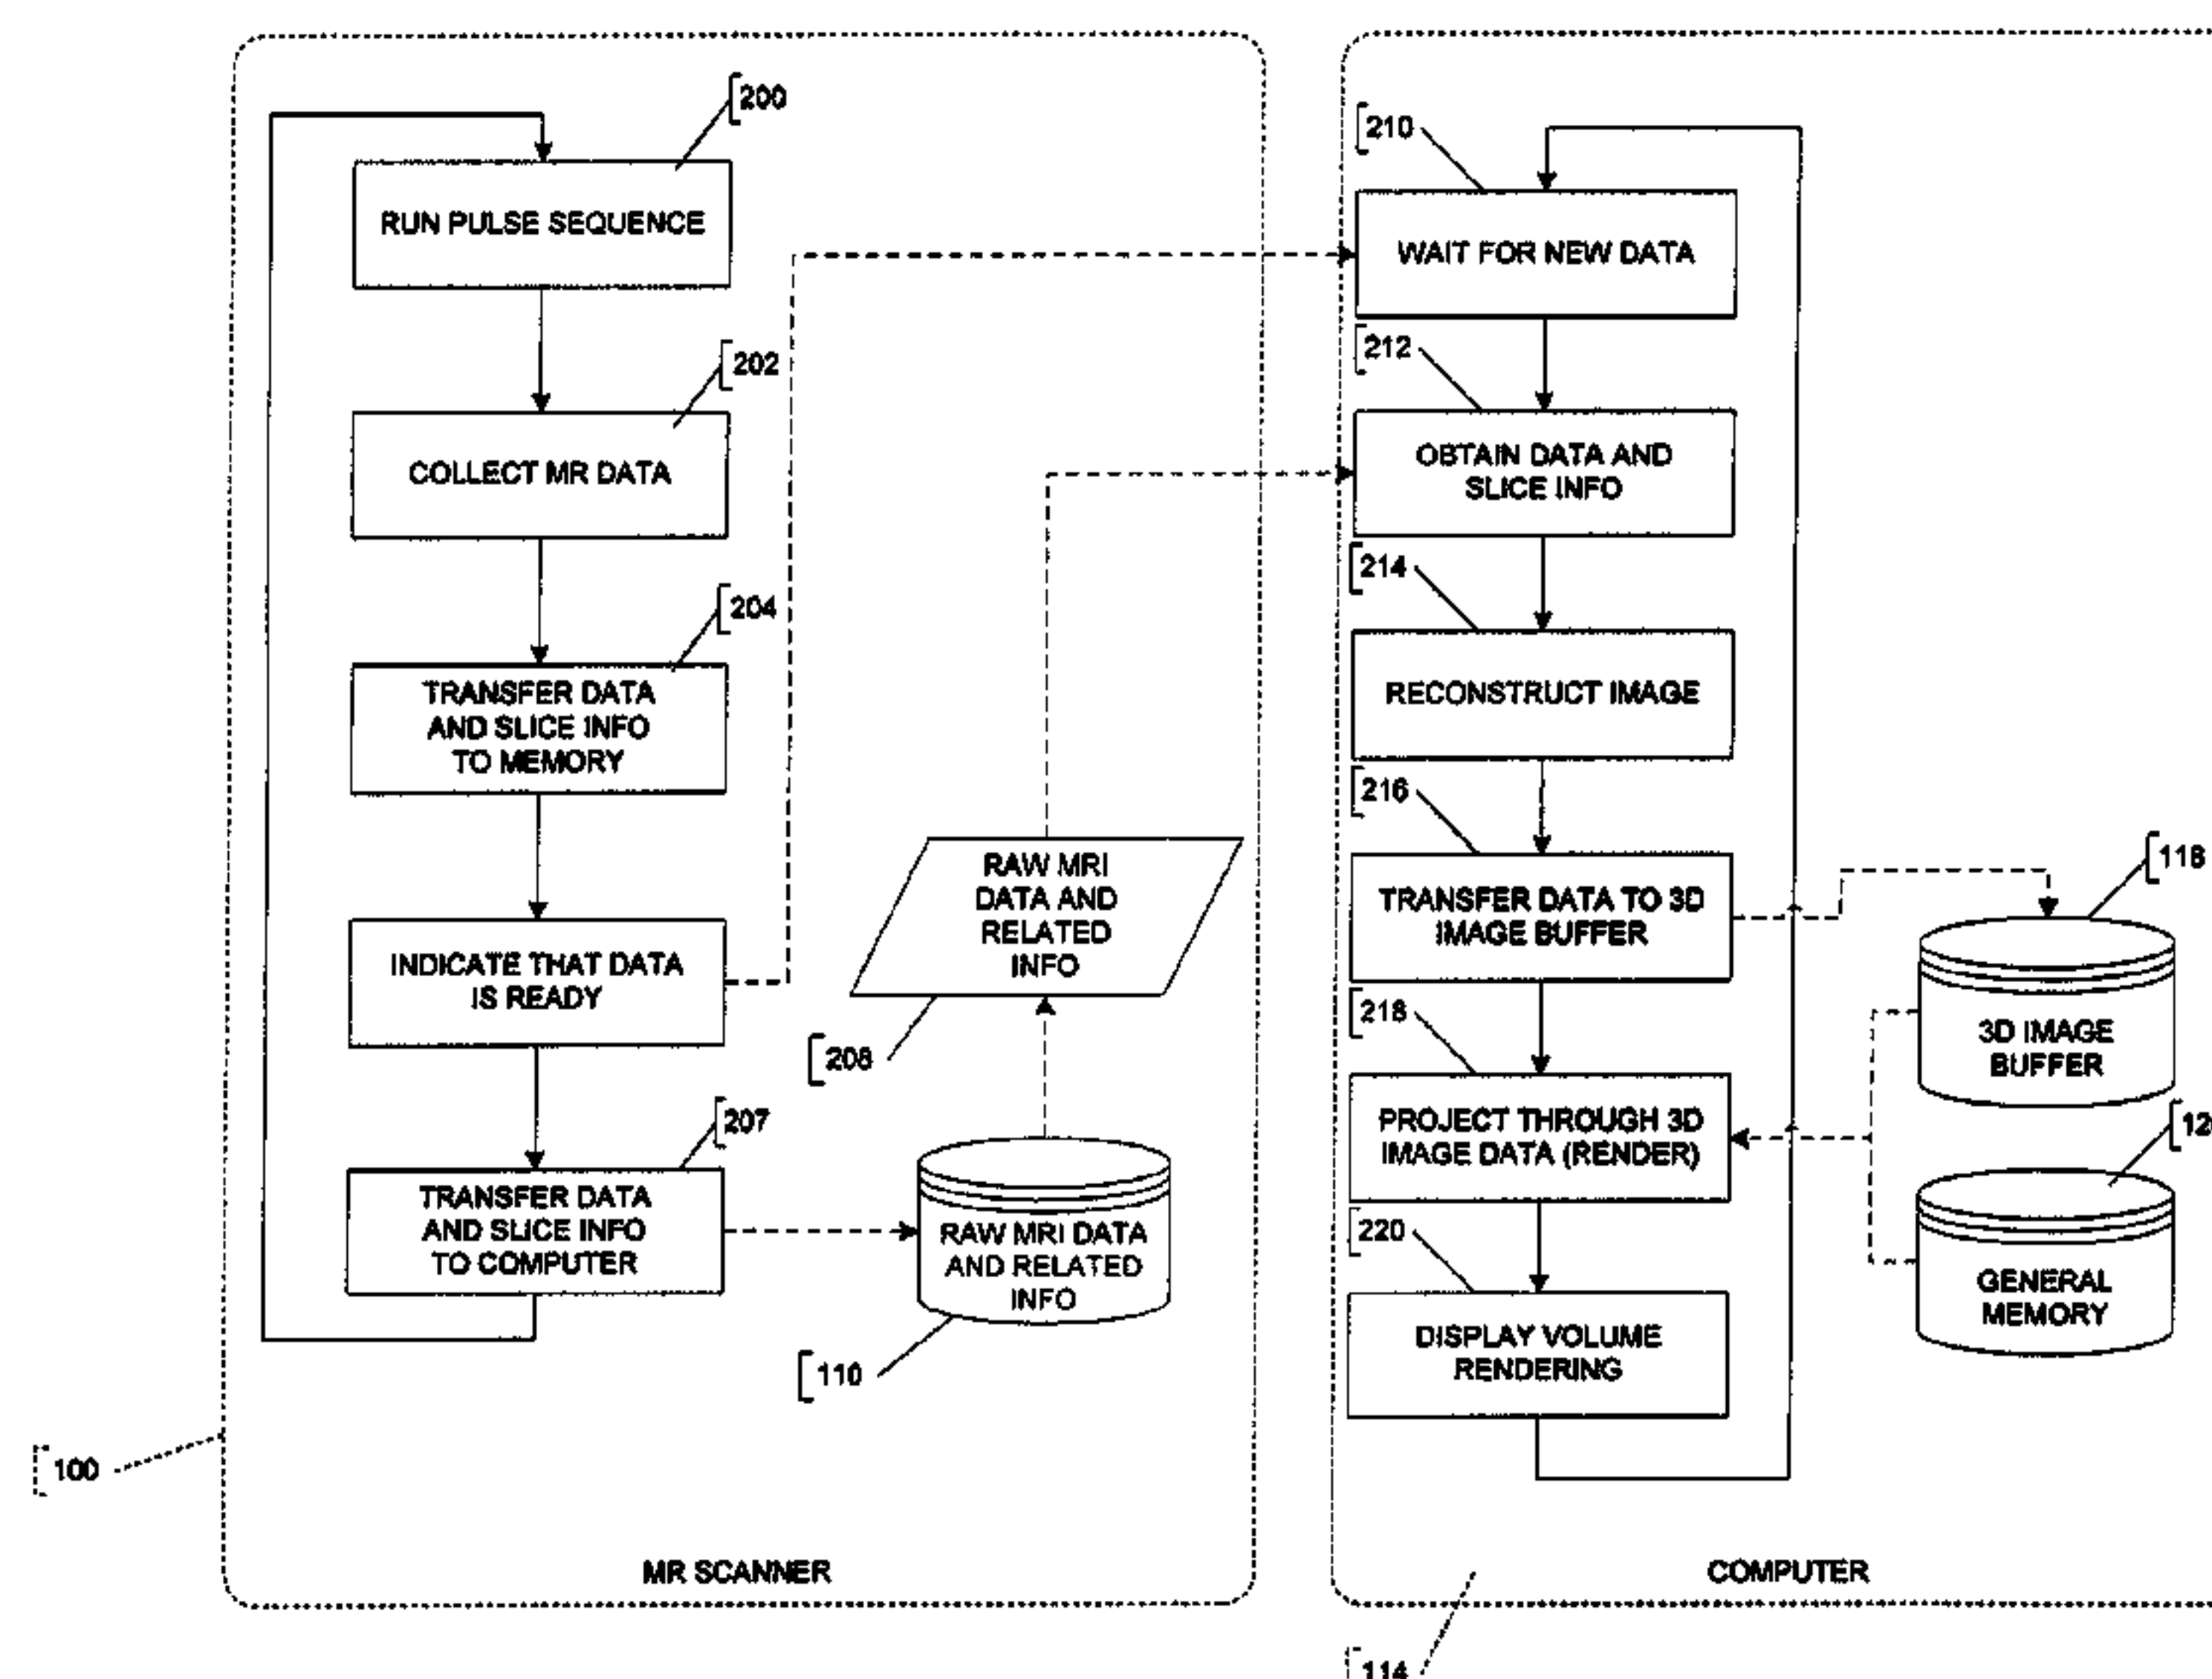 200
RUN PULSE SEQUENCE
202
COLLECT MR DATA
204
TRANSFER DATA
AND SLICE INFO
TO MEMORY
INDICATE THAT DATA
IS READY
207
TRANSFER DATA
AND SLICE INFO
TO COMPUTER
RAW MRI
DATA AND
RELATED
INFO
208
RAW MRI DATA
AND RELATED
INFO
110
100
MR SCANNER
210
WAIT FOR NEW DATA
212
OBTAIN DATA AND
SLICE INFO
214
RECONSTRUCT IMAGE
216
TRANSFER DATA TO 3D
IMAGE BUFFER
218
PROJECT THROUGH 3D
IMAGE DATA (RENDER)
220
DISPLAY VOLUME
RENDERING
118
3D IMAGE
BUFFER
GENERAL
MEMORY
COMPUTER
114